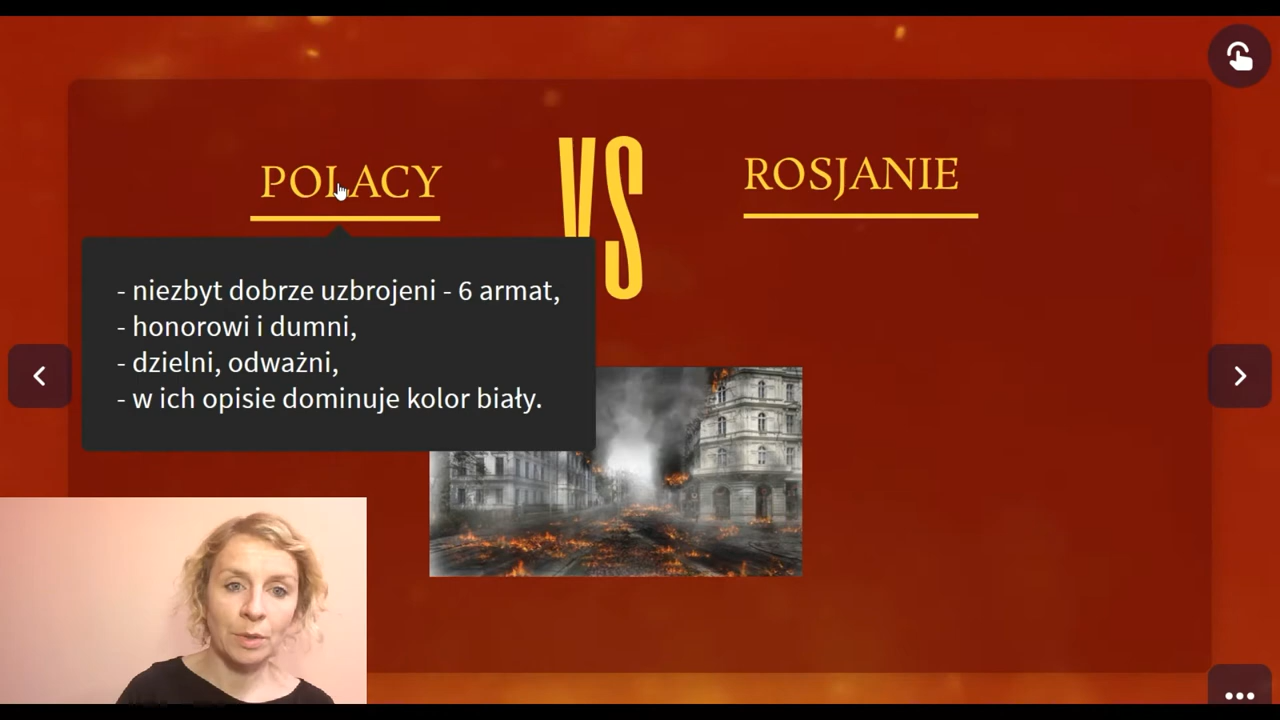 POLACY
VS
ROSJANIE
- niezbyt dobrze uzbrojeni - 6 armat,
- honorowi i dumni,
- dzielni, odważni,
- w ich opisie dominuje kolor biały.